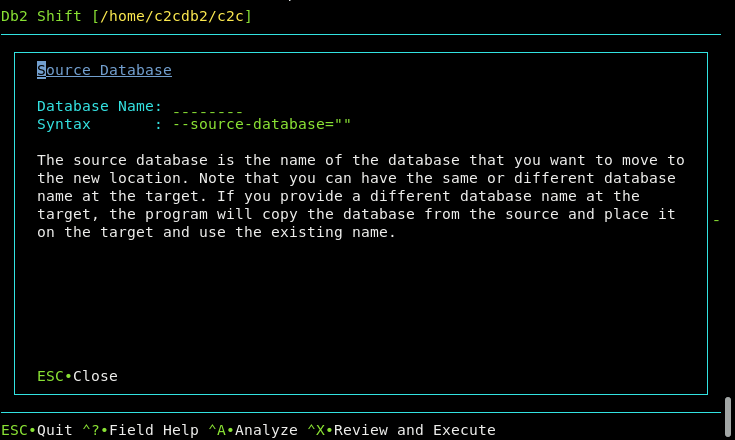 Db2 Shift [/home/c2cdb2/c2c]
Source Database
Database Name: ________
Syntax       : --source-database=""
The source database is the name of the database that you want to move to
the new location. Note that you can have the same or different database
name at the target. If you provide a different database name at the
target, the program will copy the database from the source and place it
on the target and use the existing name.
ESC•Close
ESC•Quit ^?•Field Help ^A•Analyze ^X•Review and Execute